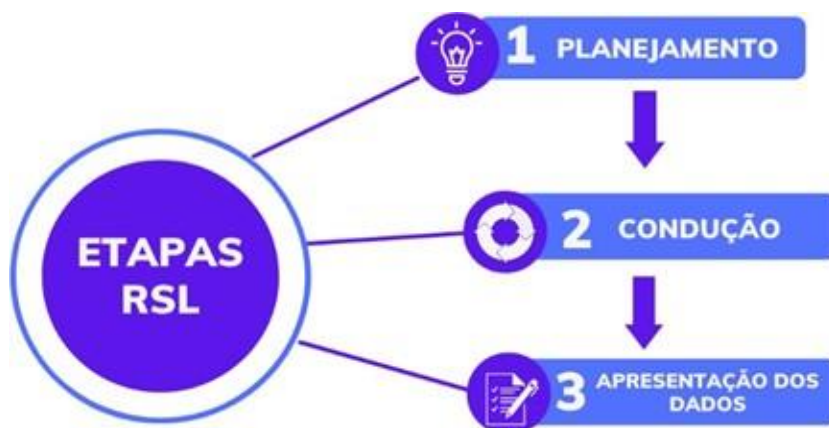 ETAPAS
RSL
1 PLANEJAMENTO
2 CONDUÇÃO
3 APRESENTAÇÃO DOS
DADOS